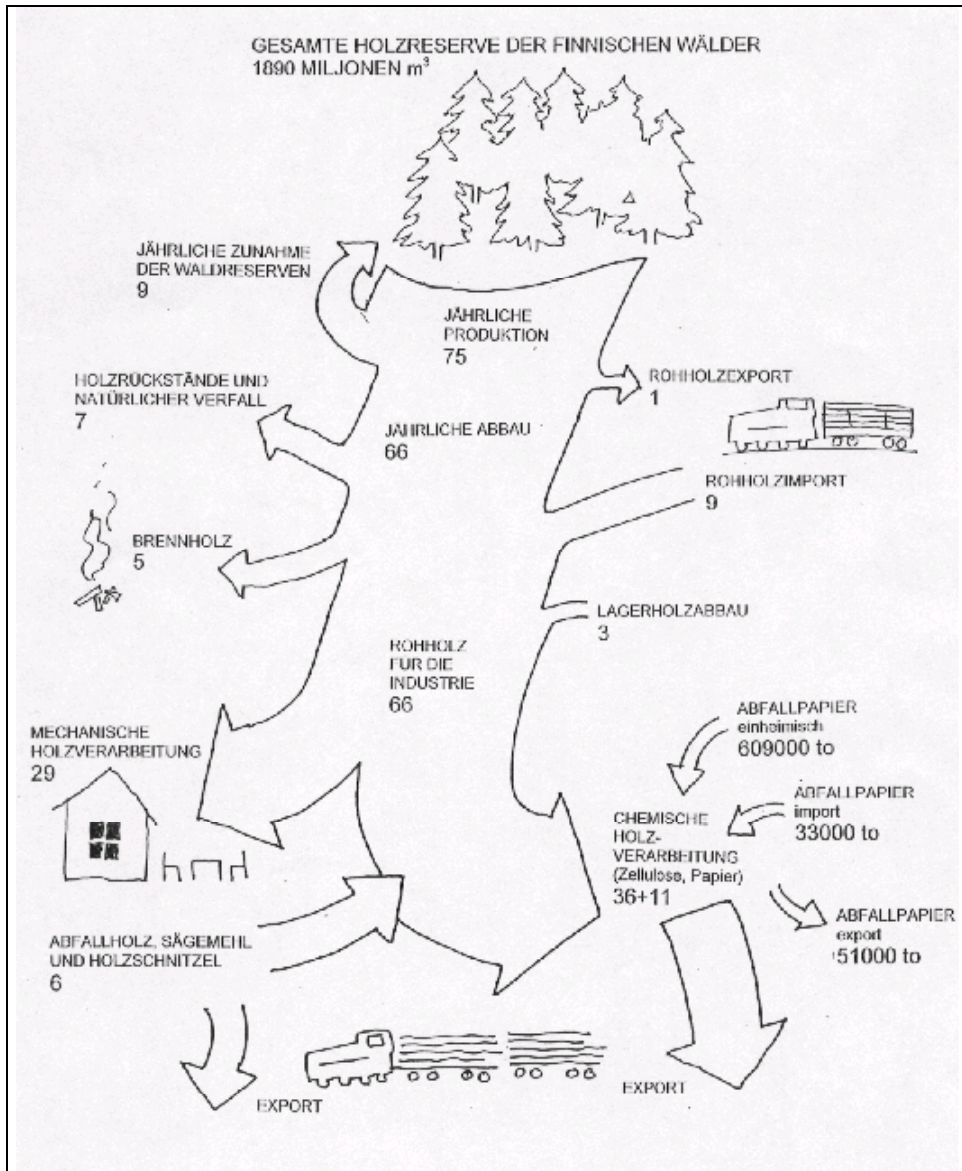 GESAMTE HOLZRESERVE DER FINNISCHEN WÄLDER
1890 MILJONEN m³
JÄHRLICHE ZUNAHME
DER WALDRESERVEN
9
JÄHRLICHE
PRODUKTION
75
HOLZRÜCKSTÄNDE UND
NATÜRLICHER VERFALL
7
ROHHOLZEXPORT
1
JÄHRLICHE ABBAU
66
ROHHOLZIMPORT
9
BRENNHOLZ
5
LAGERHOLZABBAU
3
ROHHOLZ
FÜR DIE
INDUSTRIE
66
MECHANISCHE
HOLZVERARBEITUNG
29
ABFALLPAPIER
einheimisch
609000 to
ABFALLPAPIER
import
33000 to
CHEMISCHE
HOLZ-
VERARBEITUNG
(Zellulose, Papier)
36+11
ABFALLPAPIER
export
51000 to
ABFALLHOLZ, SÄGEMEHL
UND HOLZSCHNITZEL
6
EXPORT
EXPORT